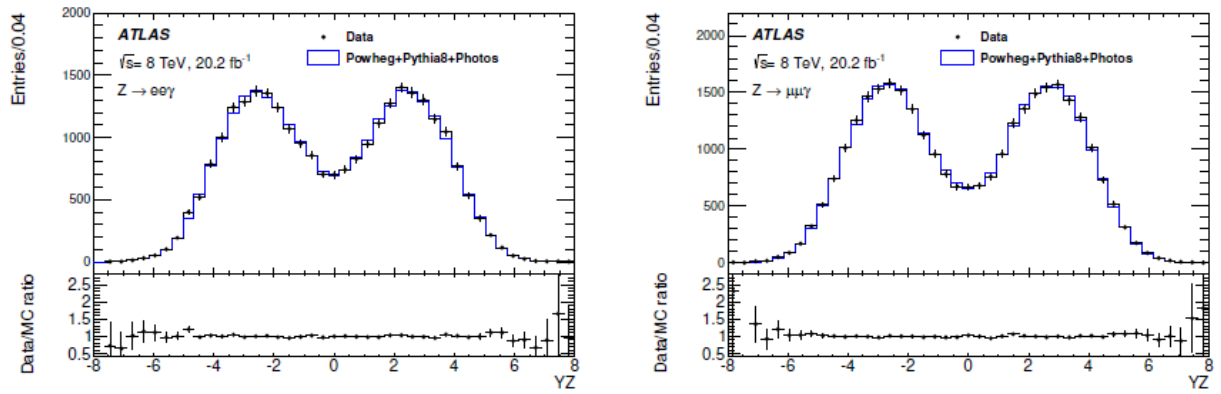 2000
1500
1000
500
0
Entries/0.04
ATLAS
√s= 8 TeV, 20.2 fb⁻¹
Z → eeγ
Data
Powheg+Pythia8+Photos
2.5
2
1.5
1
0.5
Data/MC ratio
-8 -6 -4 -2 0 2 4 6 8
YZ
2000
1500
1000
500
0
Entries/0.04
ATLAS
√s= 8 TeV, 20.2 fb⁻¹
Z → μμγ
Data
Powheg+Pythia8+Photos
2.5
2
1.5
1
0.5
Data/MC ratio
-8 -6 -4 -2 0 2 4 6 8
YZ